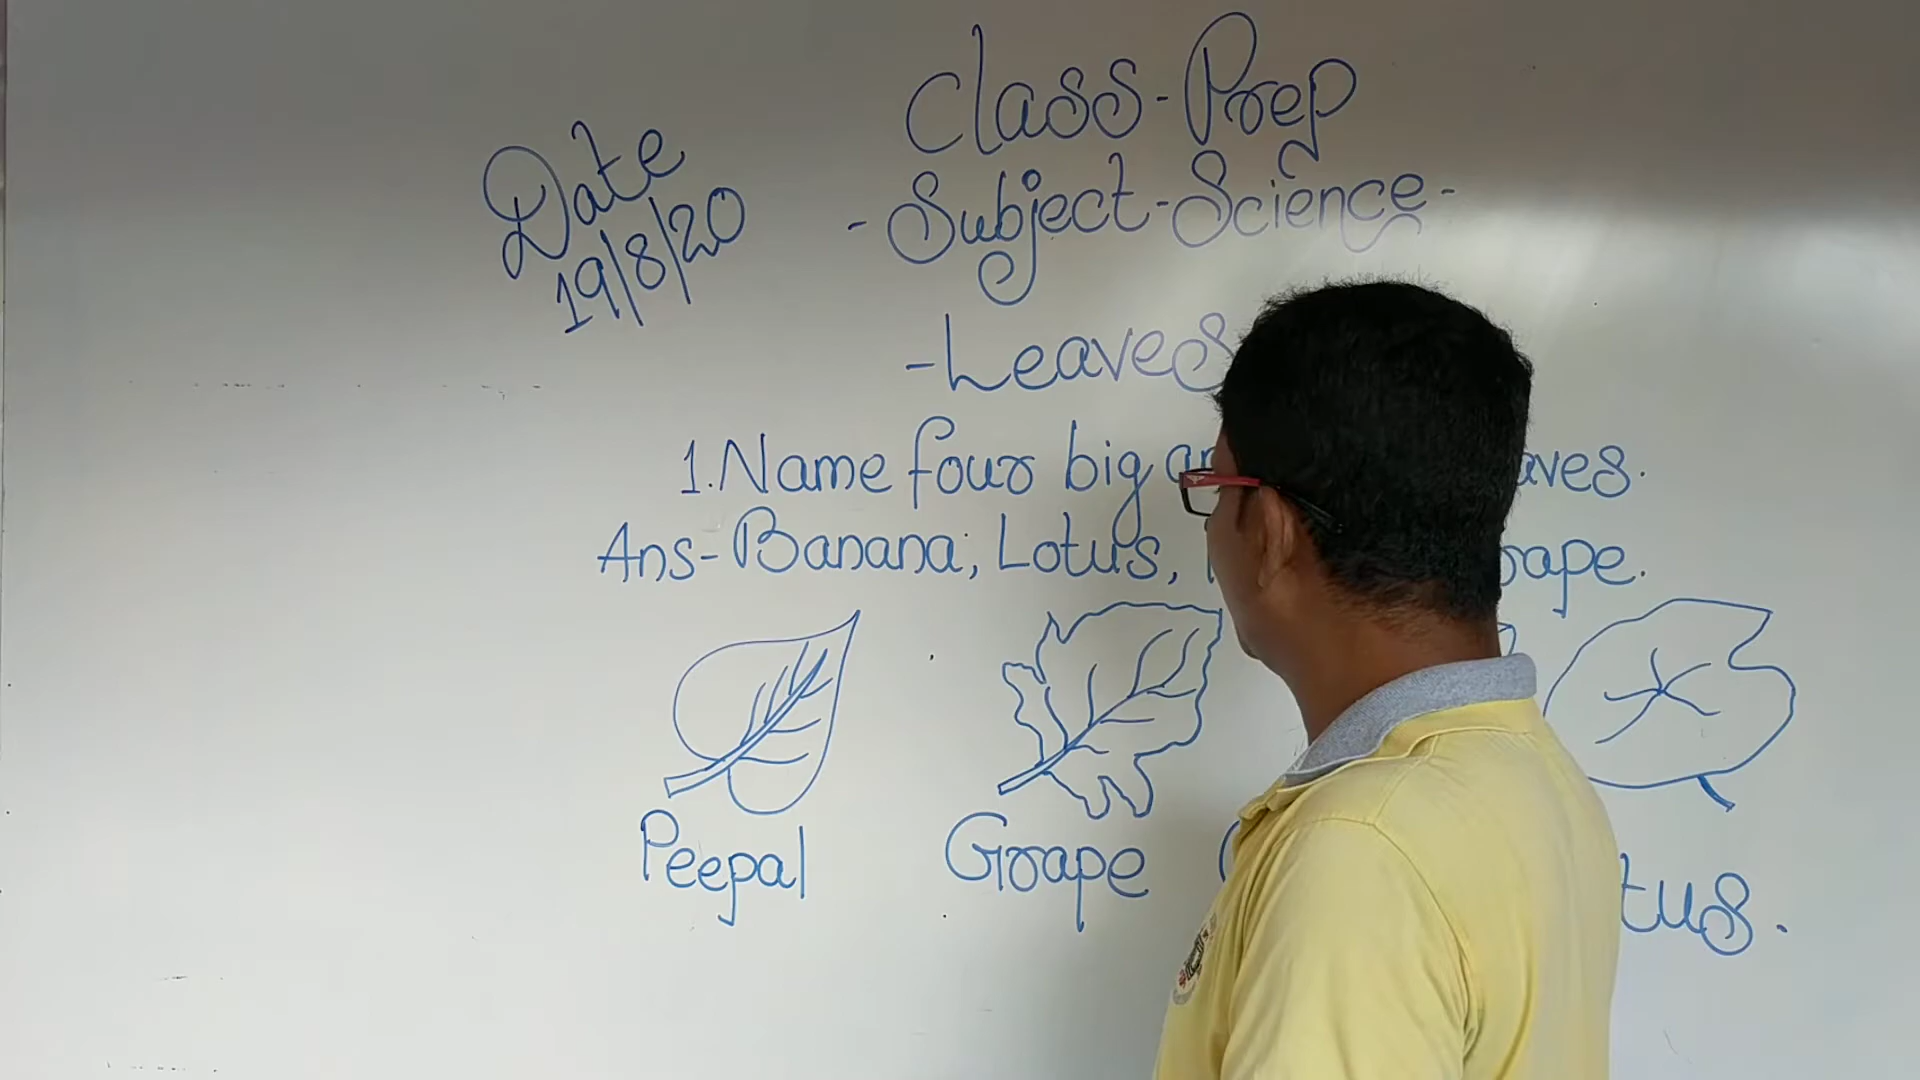 Class-Prep
Date
19/8/20
-Subject-Science-
-Leaves
1.Name four big
Ans-Banana, Lotus,
Peepal
Grape